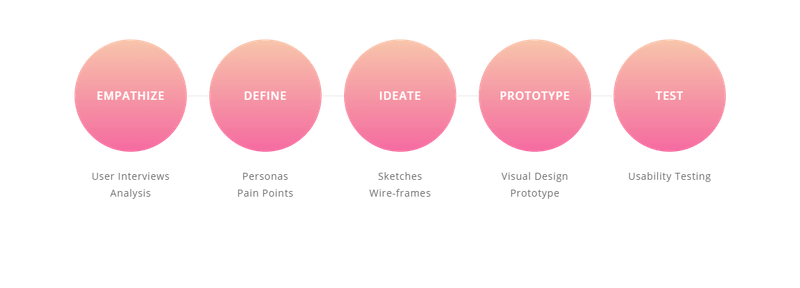 EMPATHIZE
DEFINE
IDEATE
PROTOTYPE
TEST
User Interviews
Analysis
Personas
Pain Points
Sketches
Wire-frames
Visual Design
Prototype
Usability Testing